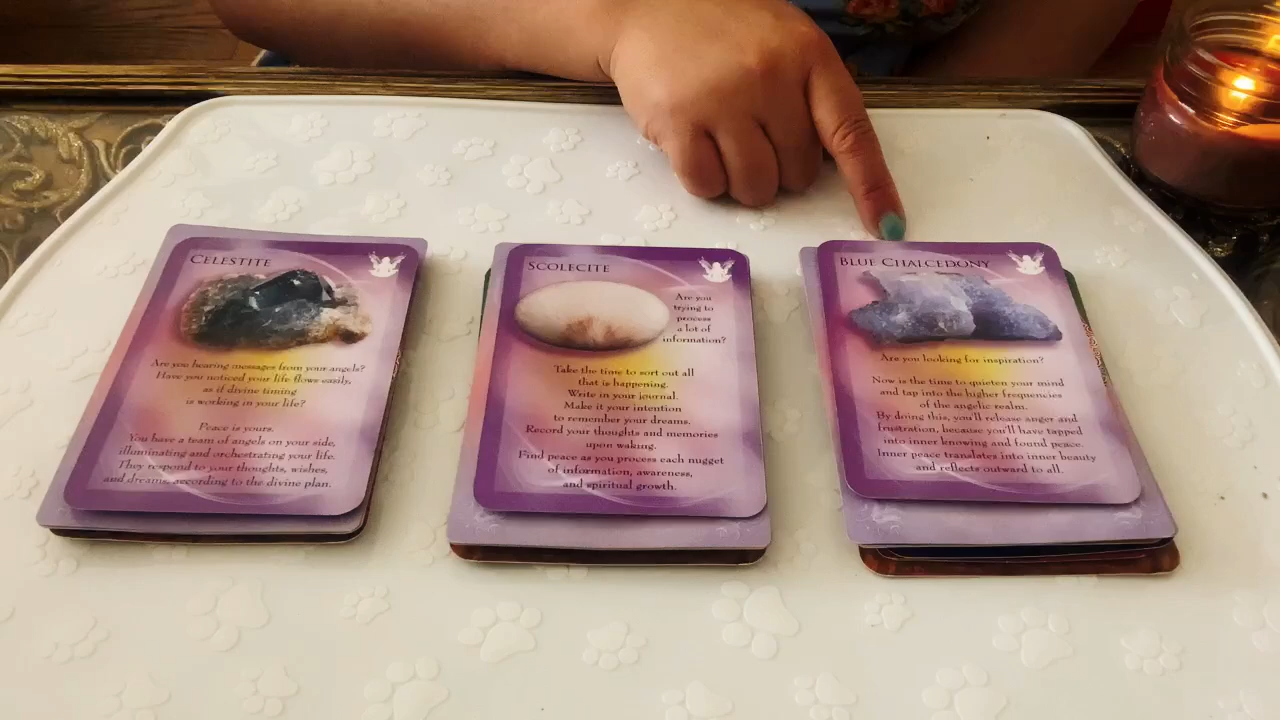 CELESTITE
Are you hearing messages from your angels?
Have you noticed your life flows easily,
as if divine timing
is working in your life?
Peace is yours.
You have a team of angels on your side,
illuminating and orchestrating your life.
They respond to your thoughts, wishes,
and dreams, according to the divine plan.
SCOLECITE
Are you
trying to
process
a lot of
information?
Take the time to sort out all
that is happening.
Write in your journal.
Make it your intention
to remember your dreams.
Record your thoughts and memories
upon waking.
Find peace as you process each nugget
of information, awareness,
and spiritual growth.
BLUE CHALCEDONY
Are you looking for inspiration?
Now is the time to quieten your mind
and tap into the higher frequencies
of the angelic realm.
By doing this, you'll release anger and
frustration, because you'll have tapped
into inner knowing and found peace.
Inner peace translates into inner beauty
and reflects outward to all.